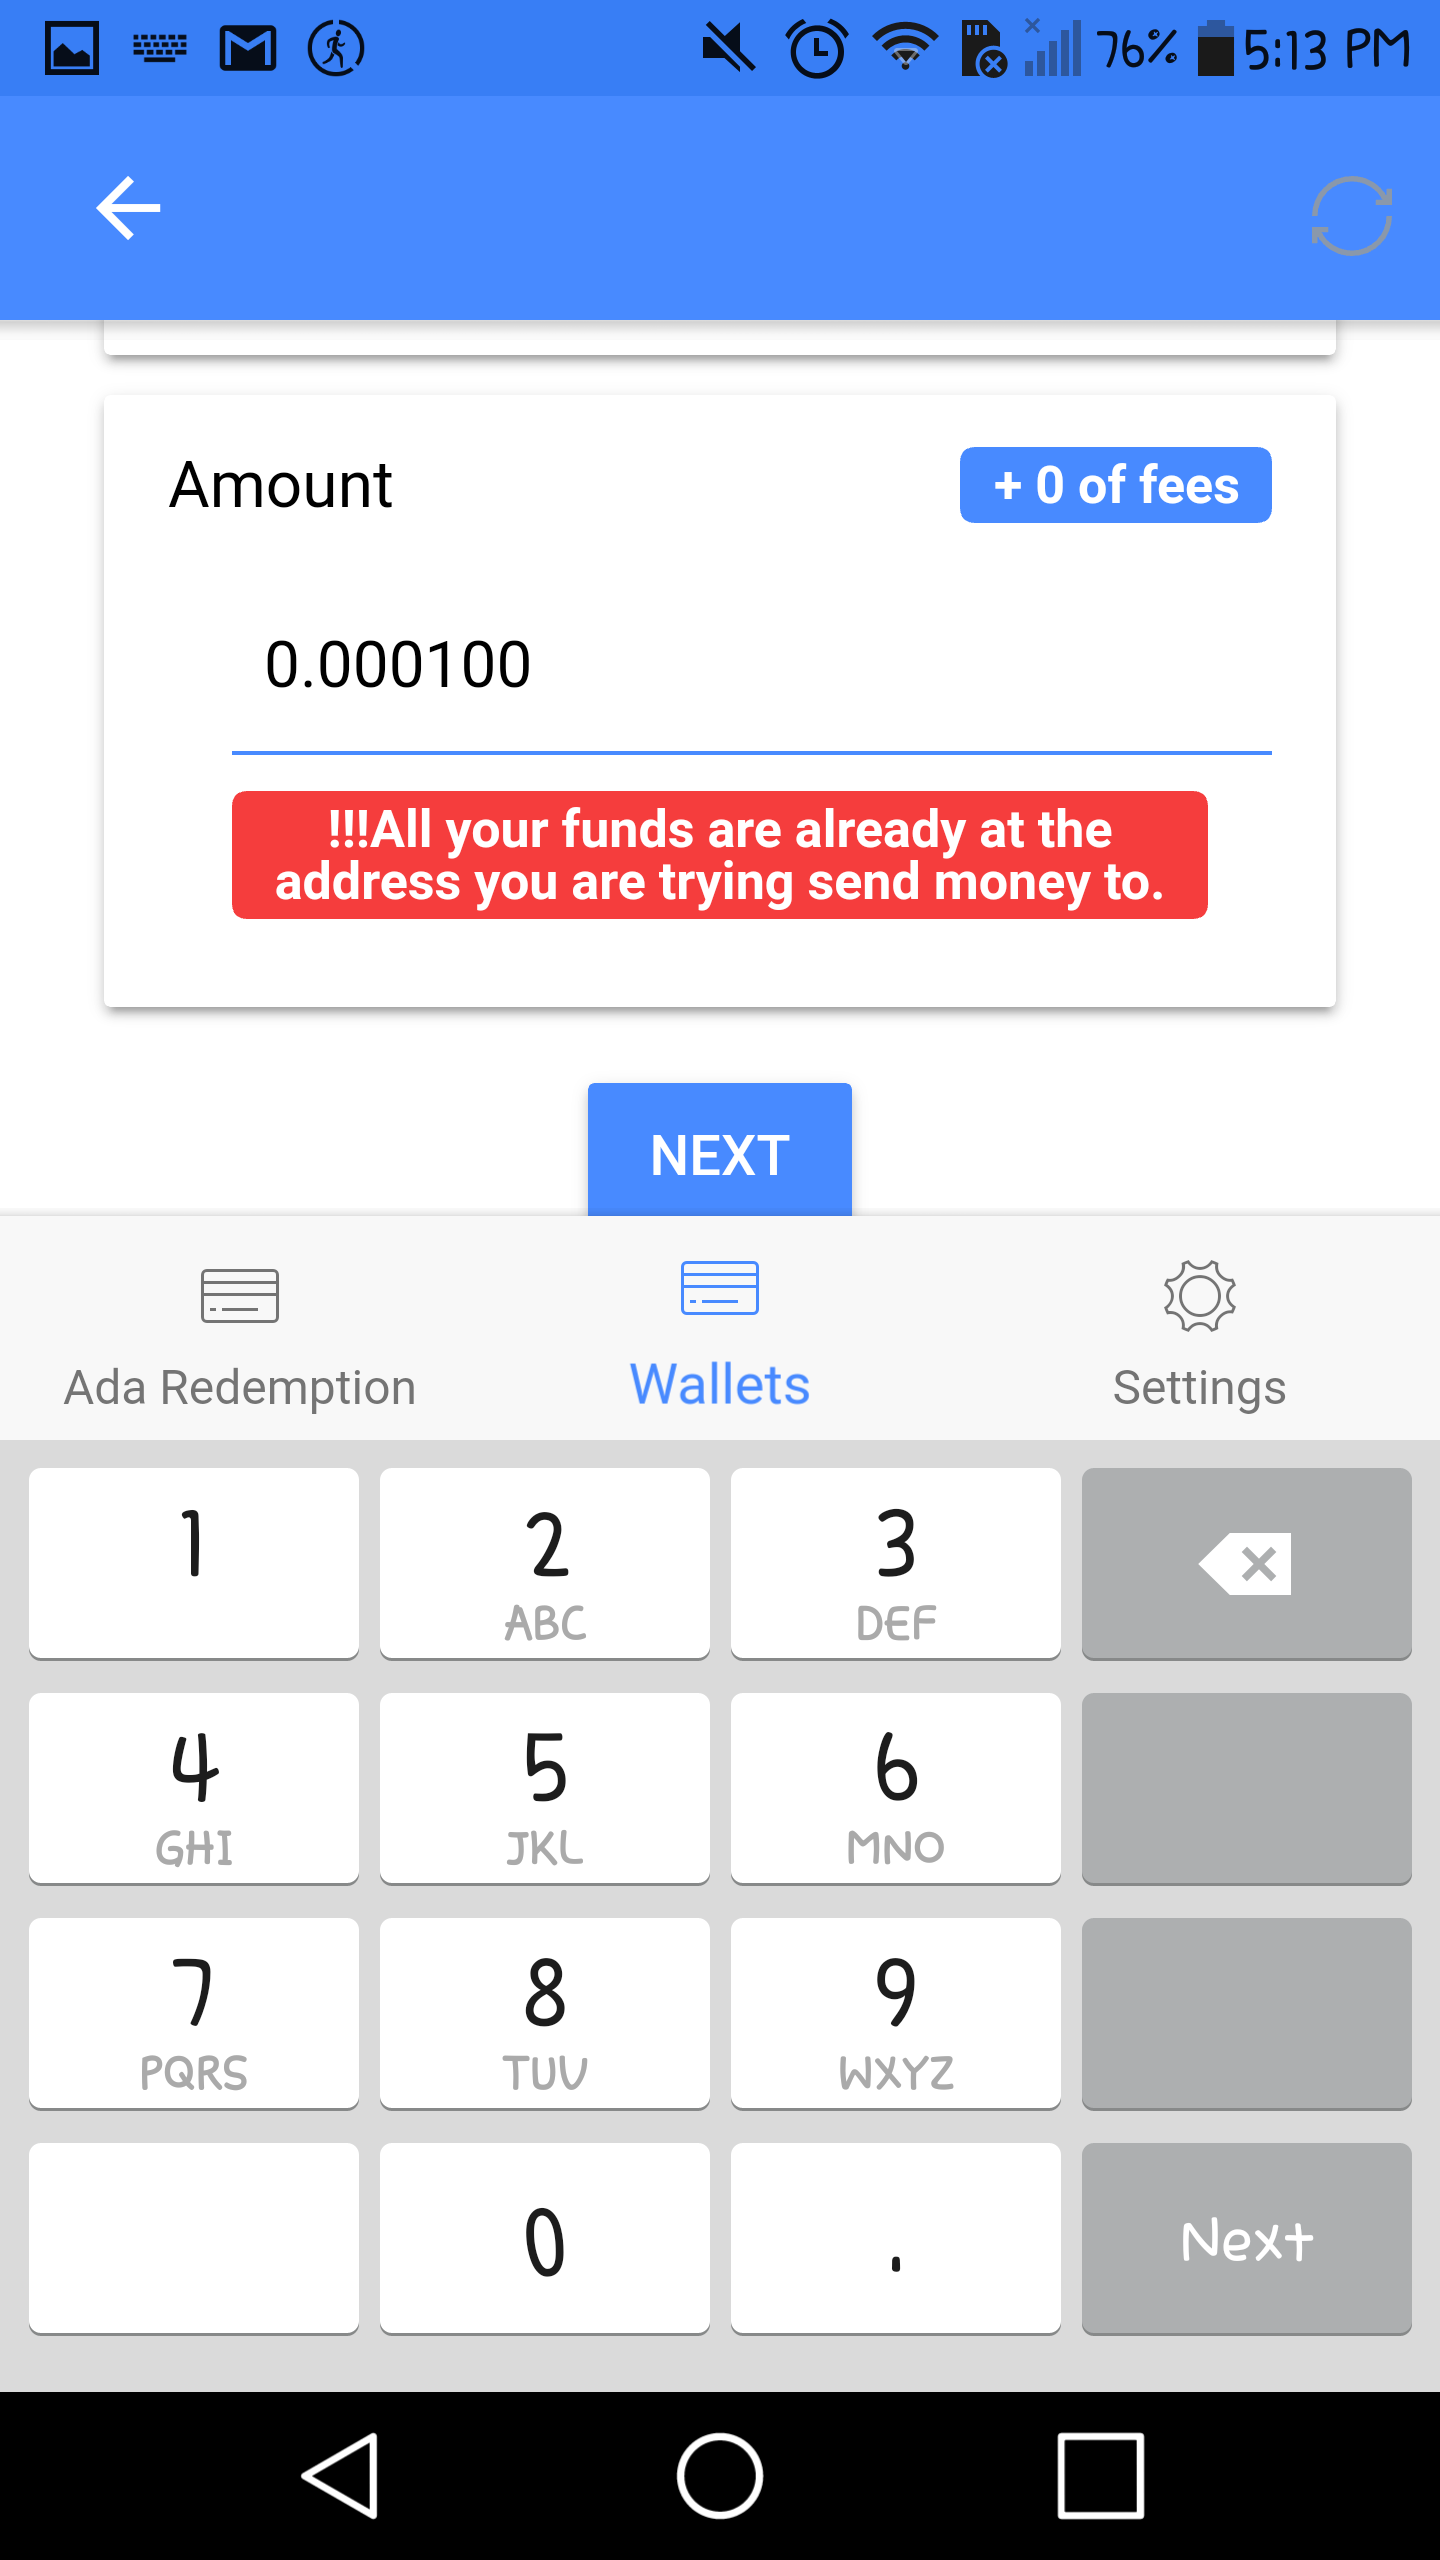 76% 5:13 PM
Amount
+ 0 of fees
0.000100
!!!All your funds are already at the
address you are trying send money to.
NEXT
Ada Redemption
Wallets
Settings
1
2
ABC
3
DEF
4
GHI
5
JKL
6
MNO
7
PQRS
8
TUV
9
WXYZ
0
.
Next